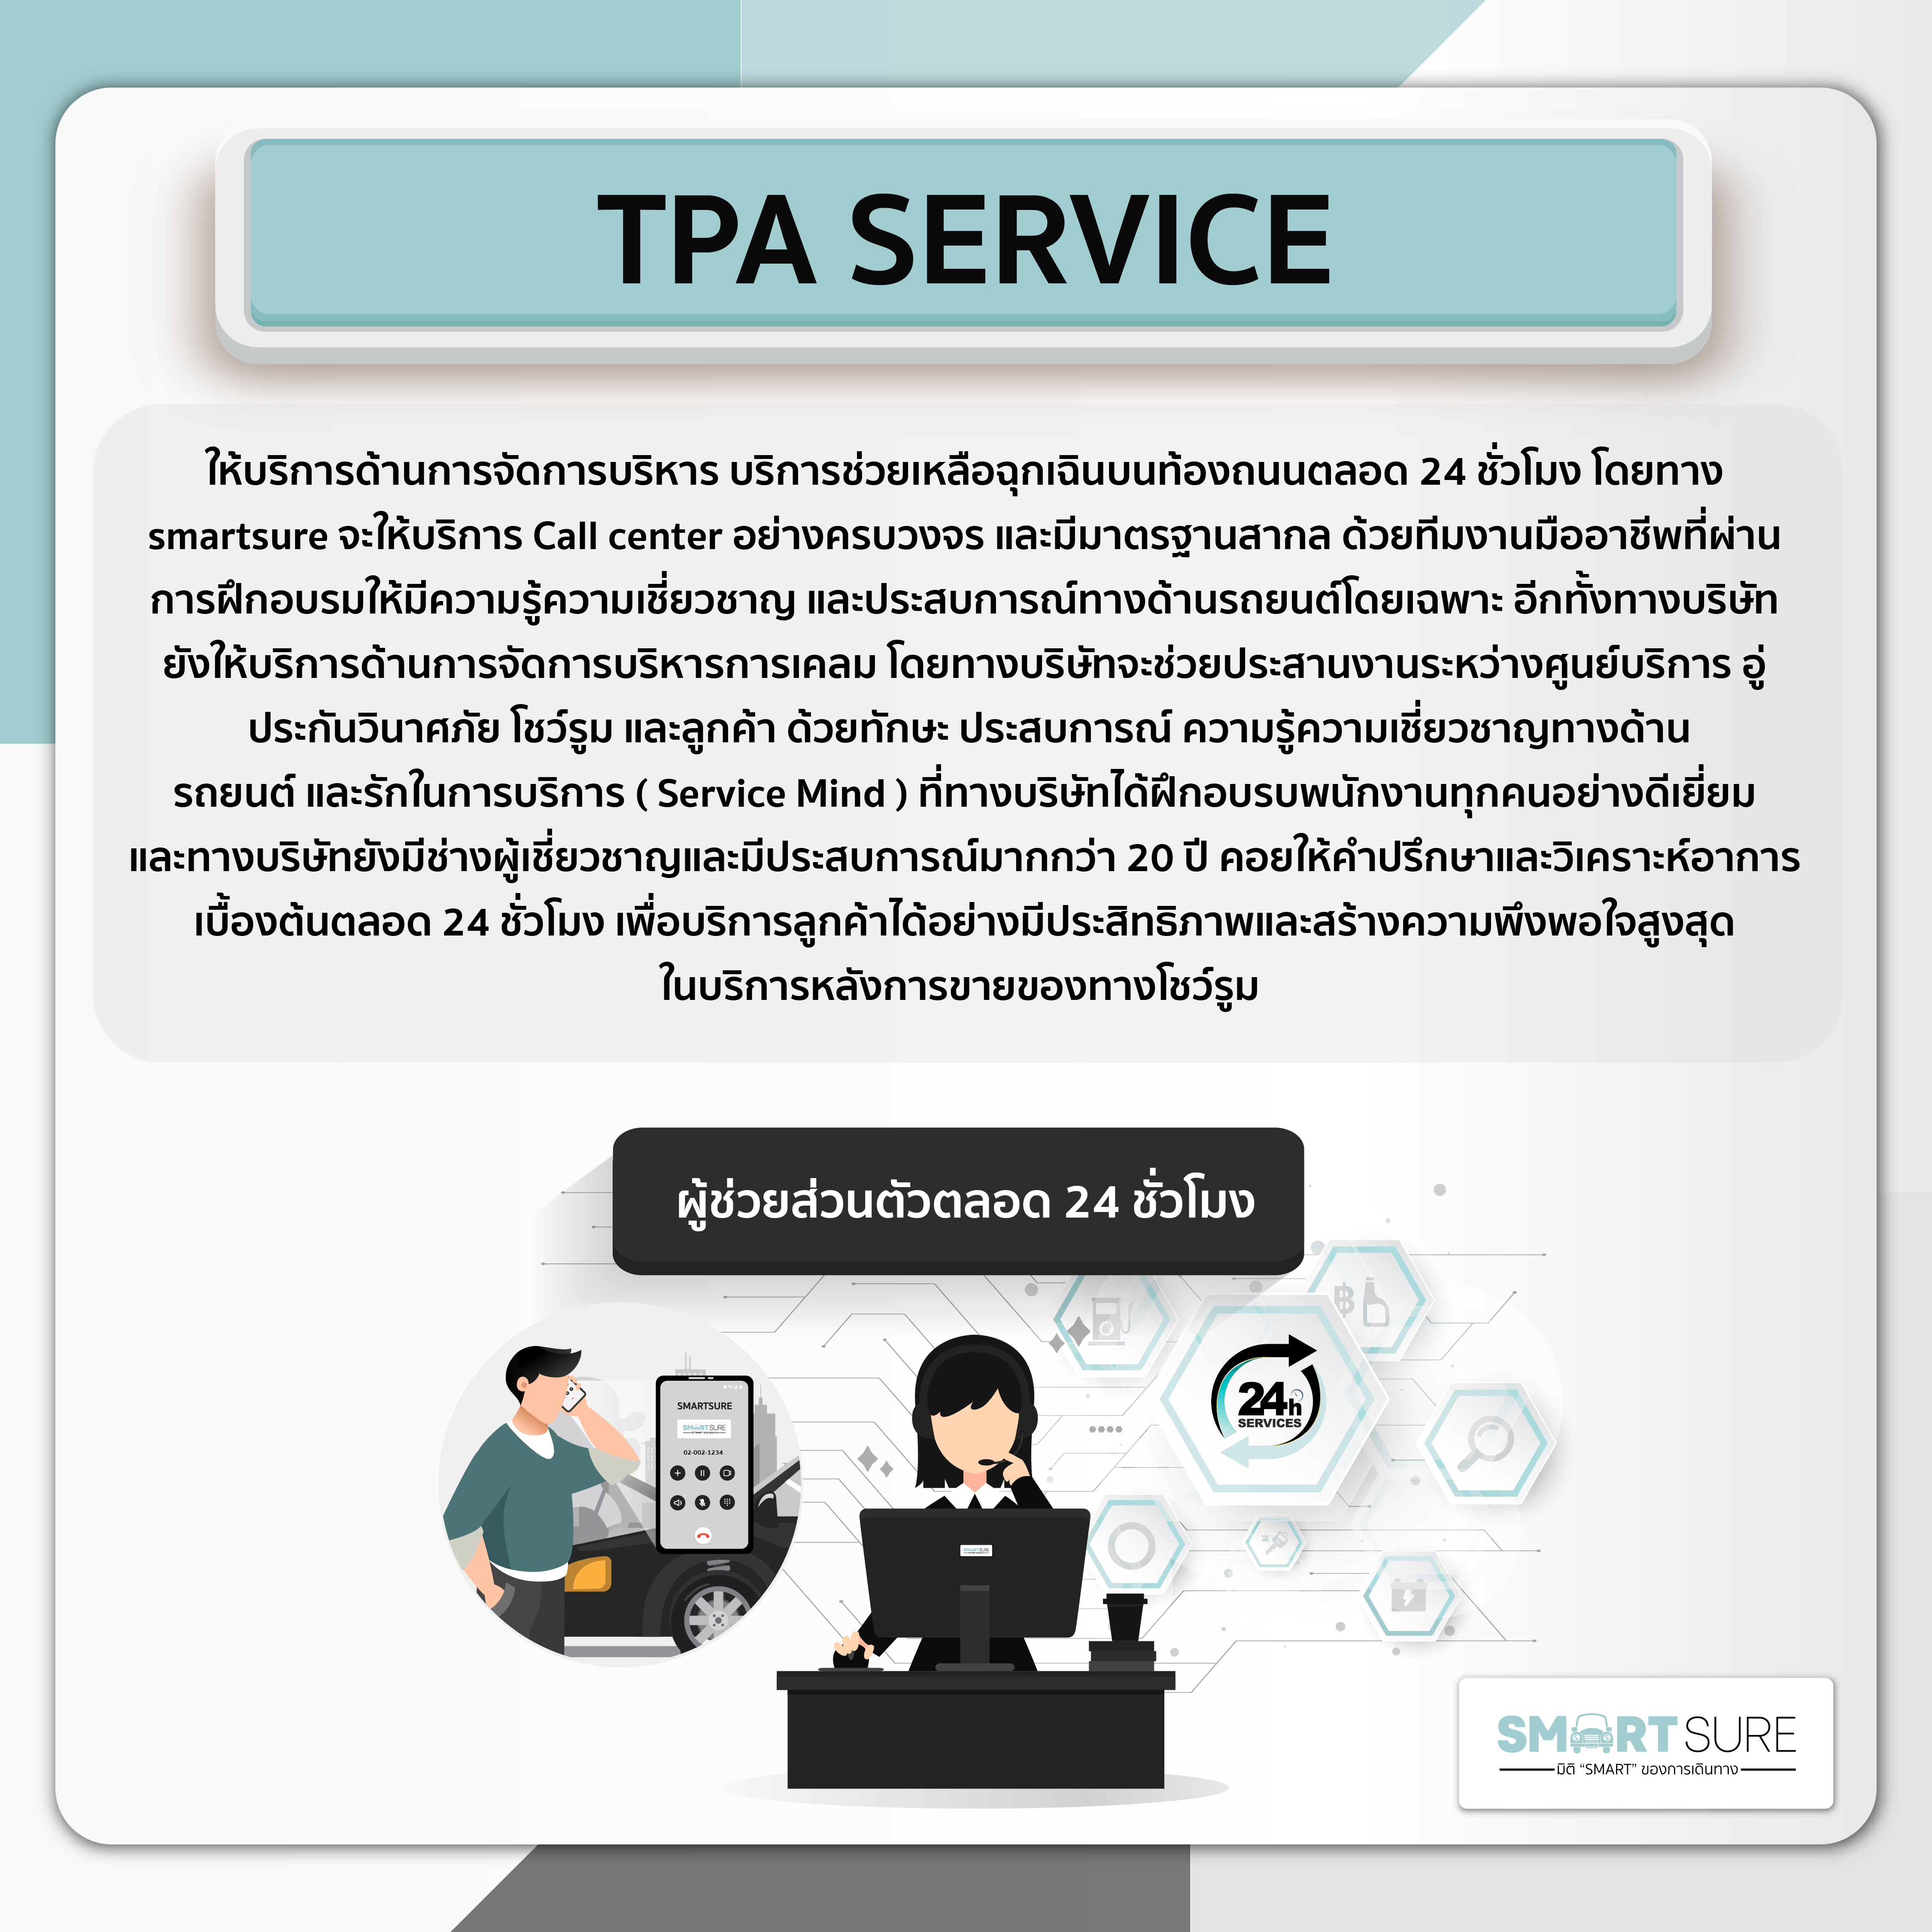 TPA SERVICE
ให้บริการด้านการจัดการบริหาร บริการช่วยเหลือฉุกเฉินบนท้องถนนตลอด 24 ชั่วโมง โดยทาง
smartsure จะให้บริการ Call center อย่างครบวงจร และมีมาตรฐานสากล ด้วยทีมงานมืออาชีพที่ผ่าน
การฝึกอบรมให้มีความรู้ความเชี่ยวชาญ และประสบการณ์ทางด้านรถยนต์โดยเฉพาะ อีกทั้งทางบริษัท
ยังให้บริการด้านการจัดการบริหารการเคลม โดยทางบริษัทจะช่วยประสานงานระหว่างศูนย์บริการ อู่
ประกันวินาศภัย โชว์รูม และลูกค้า ด้วยทักษะ ประสบการณ์ ความรู้ความเชี่ยวชาญทางด้าน
รถยนต์ และรักในการบริการ ( Service Mind ) ที่ทางบริษัทได้ฝึกอบรบพนักงานทุกคนอย่างดีเยี่ยม
และทางบริษัทยังมีช่างผู้เชี่ยวชาญและมีประสบการณ์มากกว่า 20 ปี คอยให้คำปรึกษาและวิเคราะห์อาการ
เบื้องต้นตลอด 24 ชั่วโมง เพื่อบริการลูกค้าได้อย่างมีประสิทธิภาพและสร้างความพึงพอใจสูงสุด
ในบริการหลังการขายของทางโชว์รูม
ผู้ช่วยส่วนตัวตลอด 24 ชั่วโมง
฿
24h
SERVICES
SMARTSURE
SMARTSURE
02-002-1234
SMARTSURE
SMART SURE
มิติ “SMART” ของการเดินทาง